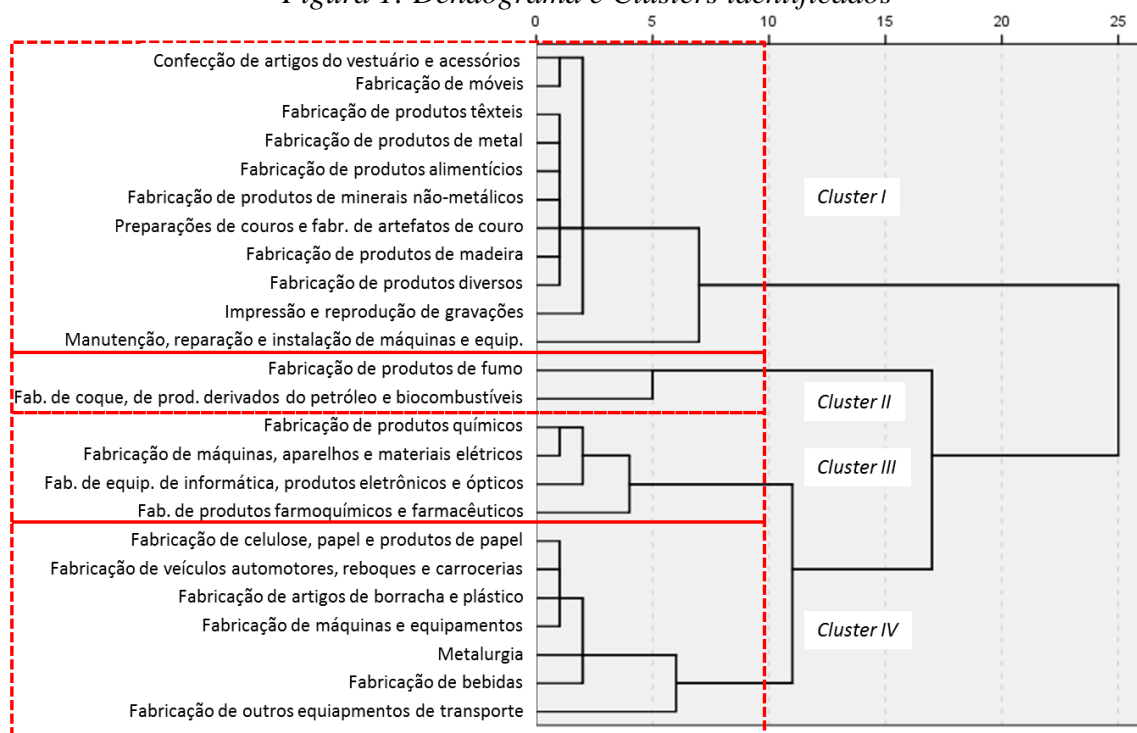 Figura 1: Dendograma e Clusters identificados
0 5 10 15 20 25
Confecção de artigos do vestuário e acessórios
Fabricação de móveis
Fabricação de produtos têxteis
Fabricação de produtos de metal
Fabricação de produtos alimentícios
Fabricação de produtos de minerais não-metálicos
Cluster I
Preparações de couros e fabr. de artefatos de couro
Fabricação de produtos de madeira
Fabricação de produtos diversos
Impressão e reprodução de gravações
Manutenção, reparação e instalação de máquinas e equip.
Fabricação de produtos de fumo
Fab. de coque, de prod. derivados do petróleo e biocombustíveis
Cluster II
Fabricação de produtos químicos
Fabricação de máquinas, aparelhos e materiais elétricos
Cluster III
Fab. de equip. de informática, produtos eletrônicos e ópticos
Fab. de produtos farmoquímicos e farmacêuticos
Fabricação de celulose, papel e produtos de papel
Fabricação de veículos automotores, reboques e carrocerias
Fabricação de artigos de borracha e plástico
Fabricação de máquinas e equipamentos
Cluster IV
Metalurgia
Fabricação de bebidas
Fabricação de outros equiapmentos de transporte